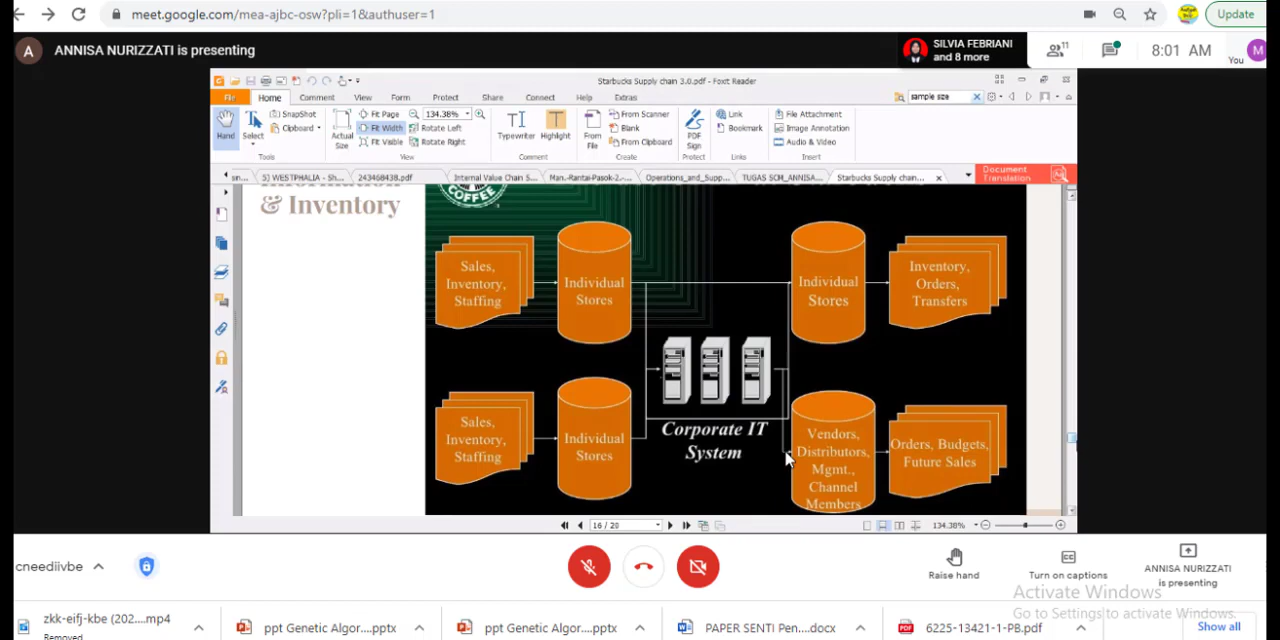 meet.google.com/mea-ajbc-osw?pli=1&authuser=1
Update
A
ANNISA NURIZZATI is presenting
SILVIA FEBRIANI
and 8 more
11
8:01 AM
You
M
Starbucks Supply chain 3.0.pdf - Foxit Reader
File
Home
Comment
View
Form
Protect
Share
Connect
Help
Extras
sample size
Hand
Select
SnapShot
Clipboard
Tools
Actual
Size
Fit Page
Fit Width
Fit Visible
134.38%
Rotate Left
Rotate Right
View
Typewriter
Highlight
Comment
From
File
From Scanner
Blank
From Clipboard
Create
PDF
Sign
Protect
Link
Bookmark
Links
File Attachment
Image Annotation
Audio & Video
Insert
5) WESTPHALIA - Sh...
243468438.pdf
Internal Value Chain S...
Man.-Rantai-Pasok-2.-...
Operations_and_Supp...
TUGAS SCM_ANNISA...
Starbucks Supply chain...
Document
Translation
Information
& Inventory
COFFEE
Sales,
Inventory,
Staffing
Individual
Stores
Individual
Stores
Inventory,
Orders,
Transfers
Sales,
Inventory,
Staffing
Individual
Stores
Corporate IT
System
Vendors,
Distributors,
Mgmt.,
Channel
Members
Orders, Budgets,
Future Sales
16 / 20
134.38%
cneediivbe
Raise hand
Turn on captions
ANNISA NURIZZATI
is presenting
Activate Windows
Go to Settings to activate Windows.
zkk-eifj-kbe (202....mp4
Removed
ppt Genetic Algor....pptx
ppt Genetic Algor....pptx
PAPER SENTI Pen....docx
6225-13421-1-PB.pdf
Show all